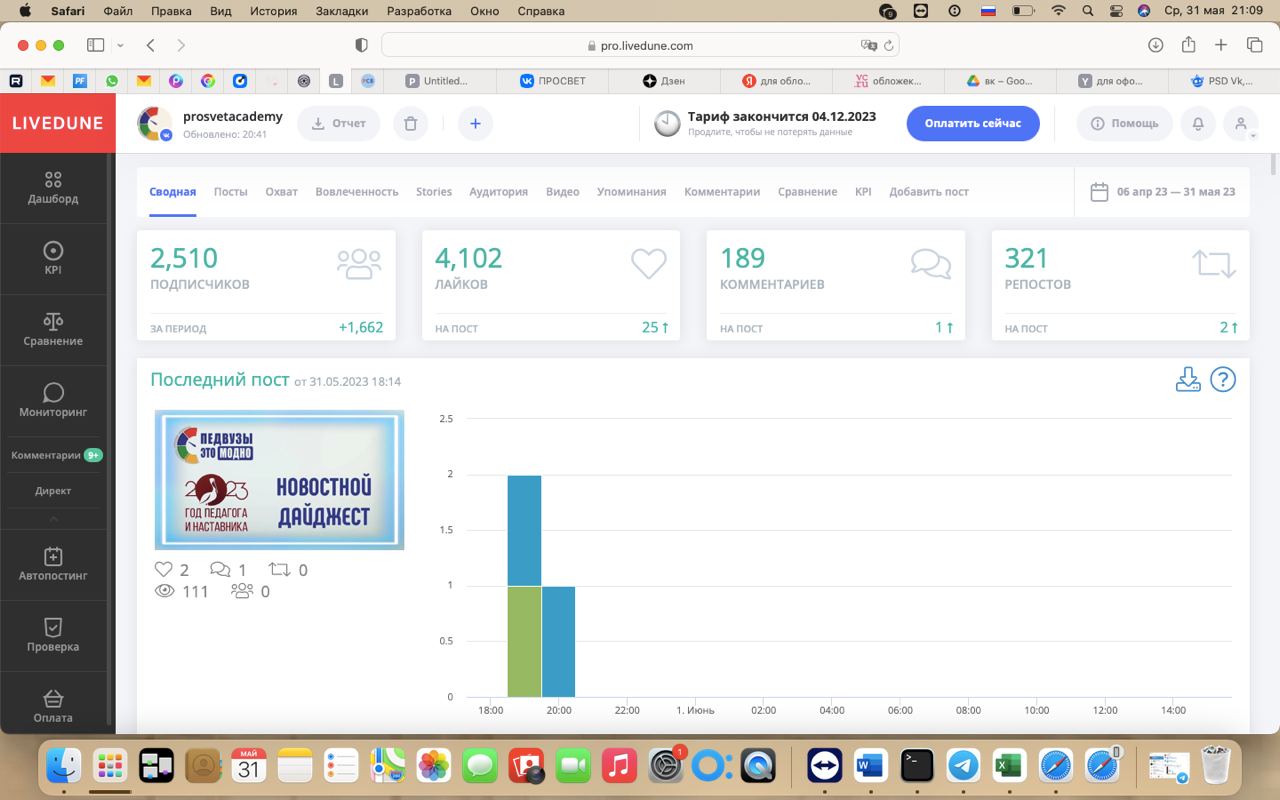 Safari Файл Правка Вид История Закладки Разработка Окно Справка
Ср, 31 мая 21:09
pro.livedune.com
Untitled... ПРОСВЕТ Дзен для обло... обложек... вк – Goo... для офо... PSD Vk,...
LIVEDUNE
prosvetacademy
Обновлено: 20:41
Отчет
Тариф закончится 04.12.2023
Продлите, чтобы не потерять данные
Оплатить сейчас
Помощь
Дашборд
KPI
Сравнение
Мониторинг
Комментарии 9+
Директ
Автопостинг
Проверка
Оплата
Сводная Посты Охват Вовлеченность Stories Аудитория Видео Упоминания Комментарии Сравнение KPI Добавить пост
06 апр 23 — 31 мая 23
2,510
ПОДПИСЧИКОВ
ЗА ПЕРИОД +1,662
4,102
ЛАЙКОВ
НА ПОСТ 25 ↑
189
КОММЕНТАРИЕВ
НА ПОСТ 1 ↑
321
РЕПОСТОВ
НА ПОСТ 2 ↑
Последний пост от 31.05.2023 18:14
ПЕДВУЗЫ
ЭТО МОДНО
2023
ГОД ПЕДАГОГА
И НАСТАВНИКА
НОВОСТНОЙ
ДАЙДЖЕСТ
2 1 0
111 0
2.5
2
1.5
1
0.5
0
18:00 20:00 22:00 1. Июнь 02:00 04:00 06:00 08:00 10:00 12:00 14:00
МАЙ
31
1